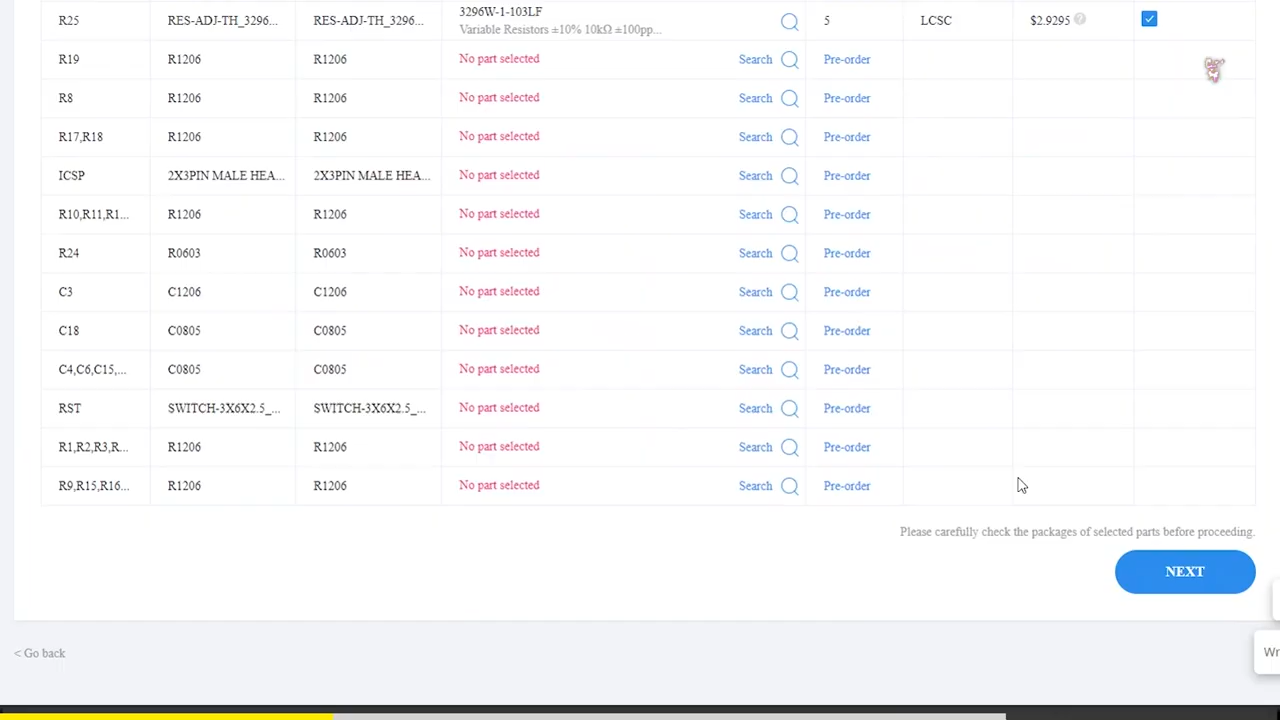 R25 RES-ADJ-TH_3296... RES-ADJ-TH_3296... 3296W-1-103LF 5 LCSC $2.9295
Variable Resistors ±10% 10kΩ ±100pp...
R19 R1206 R1206 No part selected Search Pre-order
R8 R1206 R1206 No part selected Search Pre-order
R17,R18 R1206 R1206 No part selected Search Pre-order
ICSP 2X3PIN MALE HEA... 2X3PIN MALE HEA... No part selected Search Pre-order
R10,R11,R1... R1206 R1206 No part selected Search Pre-order
R24 R0603 R0603 No part selected Search Pre-order
C3 C1206 C1206 No part selected Search Pre-order
C18 C0805 C0805 No part selected Search Pre-order
C4,C6,C15,... C0805 C0805 No part selected Search Pre-order
RST SWITCH-3X6X2.5_... SWITCH-3X6X2.5_... No part selected Search Pre-order
R1,R2,R3,R... R1206 R1206 No part selected Search Pre-order
R9,R15,R16... R1206 R1206 No part selected Search Pre-order
Please carefully check the packages of selected parts before proceeding.
NEXT
< Go back
Wr